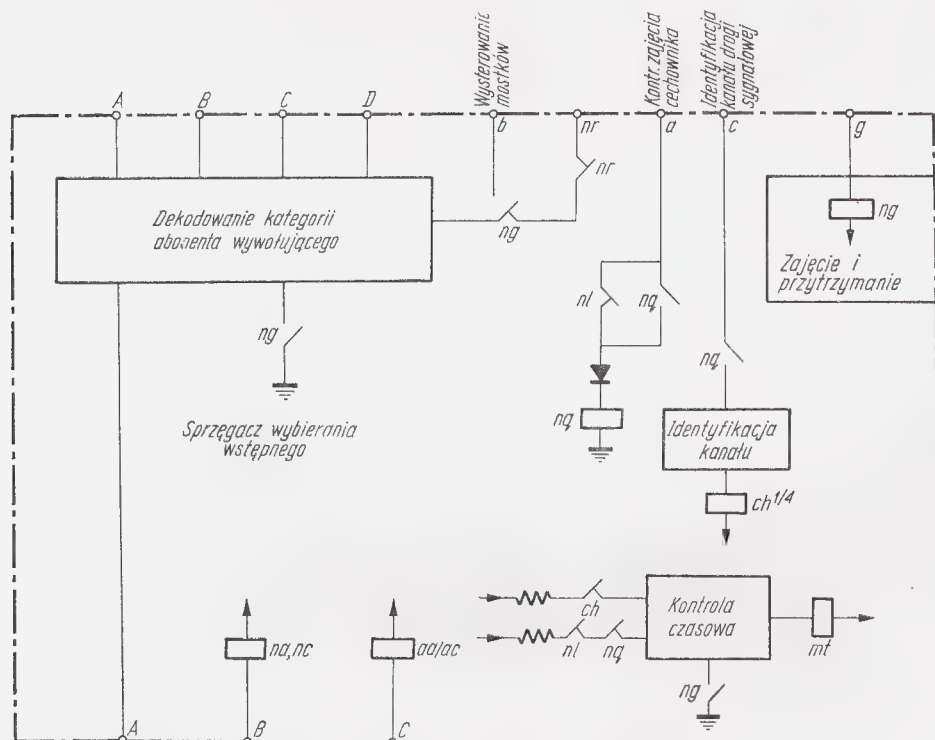 Wysterowanie
mostków
Kontr. zajęcia
cechownika
Identyfikacja
kanału drogi
sygnałowej
A
B
C
D
b
nr
a
c
g
nr
Dekodowanie kategorii
abonenta wywołującego
ng
ng
Zajęcie i
przytrzymanie
nl
nq
ng
nq
nq
Sprzęgacz wybierania
wstępnego
Identyfikacja
kanału
ch 1/4
ch
Kontrola
czasowa
na, nc
aa/ac
nl
nq
mt
ng
A
B
C